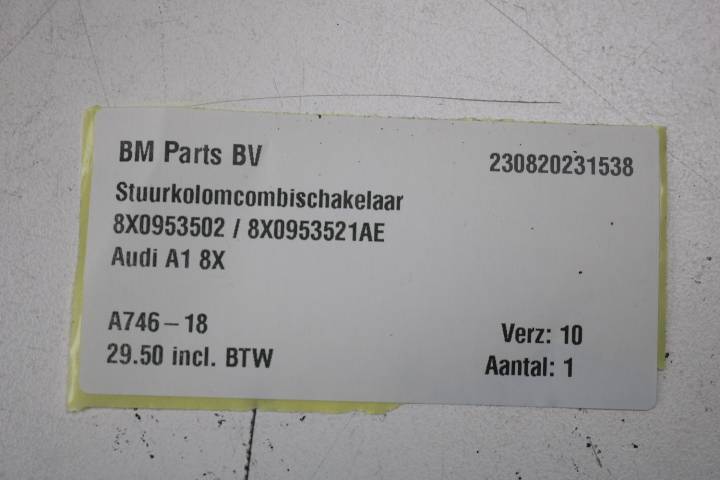 BM Parts BV 230820231538
Stuurkolomcombischakelaar
8X0953502 / 8X0953521AE
Audi A1 8X
A746-18 Verz: 10
29.50 incl. BTW Aantal: 1